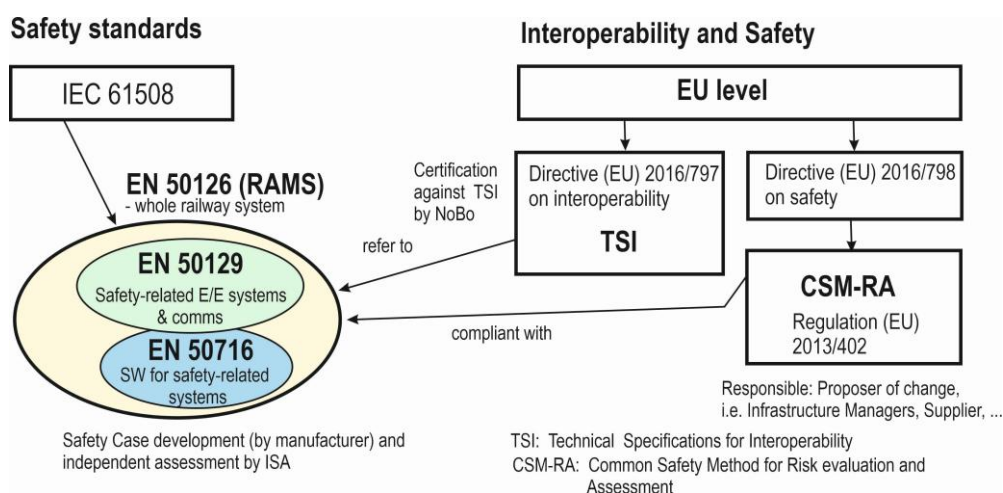 Safety standards
IEC 61508
EN 50126 (RAMS)
- whole railway system
EN 50129
Safety-related E/E systems
& comms
EN 50716
SW for safety-related
systems
Safety Case development (by manufacturer) and
independent assessment by ISA
Interoperability and Safety
EU level
Certification
against TSI
by NoBo
refer to
Directive (EU) 2016/797
on interoperability
TSI
Directive (EU) 2016/798
on safety
CSM-RA
Regulation (EU)
2013/402
compliant with
Responsible: Proposer of change,
i.e. Infrastructure Managers, Supplier, ...
TSI: Technical Specifications for Interoperability
CSM-RA: Common Safety Method for Risk evaluation and
Assessment